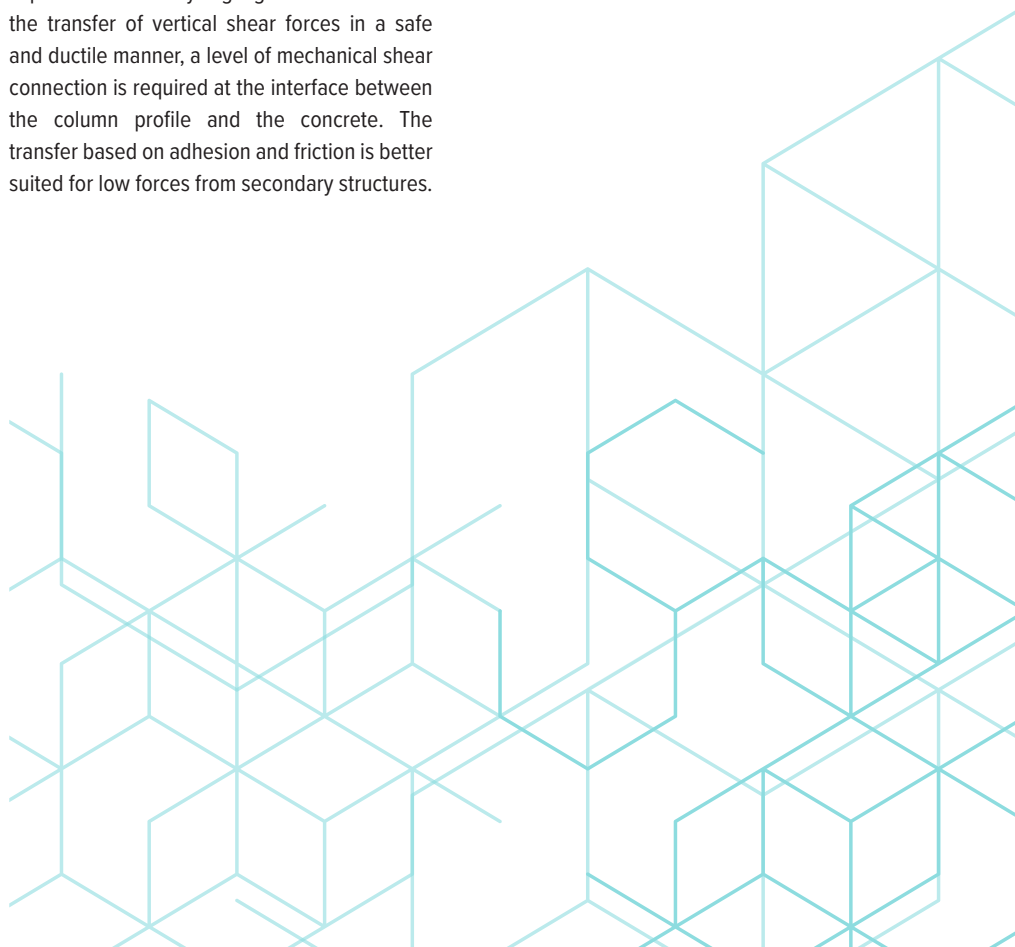 the transfer of vertical shear forces in a safe
and ductile manner, a level of mechanical shear
connection is required at the interface between
the column profile and the concrete. The
transfer based on adhesion and friction is better
suited for low forces from secondary structures.